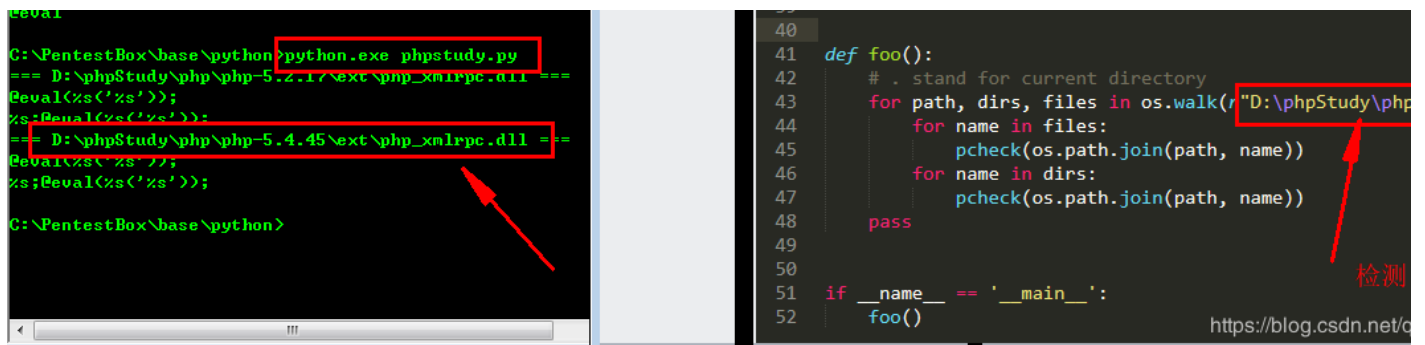 @eval
C:\PentestBox\base\python>python.exe phpstudy.py
=== D:\phpStudy\php\php-5.2.17\ext\php_xmlrpc.dll ===
@eval(%s('%s'));
%s;@eval(%s('%s'));
=== D:\phpStudy\php\php-5.4.45\ext\php_xmlrpc.dll ===
@eval(%s('%s'));
%s;@eval(%s('%s'));
C:\PentestBox\base\python>
40
41 def foo():
42 # . stand for current directory
43 for path, dirs, files in os.walk(r"D:\phpStudy\php
44 for name in files:
45 pcheck(os.path.join(path, name))
46 for name in dirs:
47 pcheck(os.path.join(path, name))
48 pass
49
50
检测
51 if __name__ == '__main__':
52 foo()
https://blog.csdn.net/q